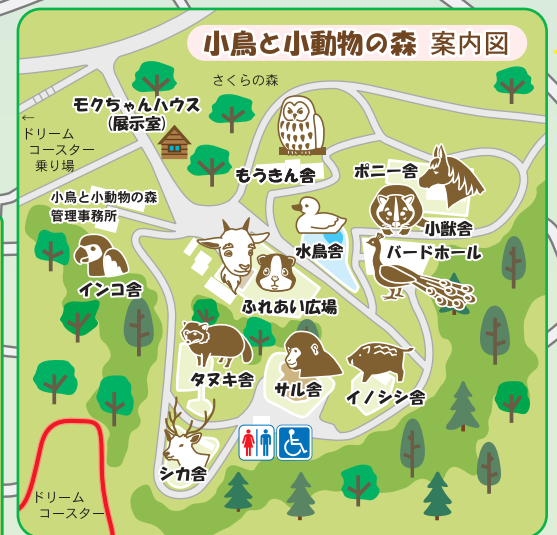 小鳥と小動物の森 案内図
さくらの森
モクちゃんハウス
(展示室)
←
ドリーム
コースター
乗り場
もうきん舎
ポニー舎
小鳥と小動物の森
管理事務所
小獣舎
水鳥舎
バードホール
インコ舎
ふれあい広場
タヌキ舎
サル舎
イノシシ舎
シカ舎
ドリーム
コースター